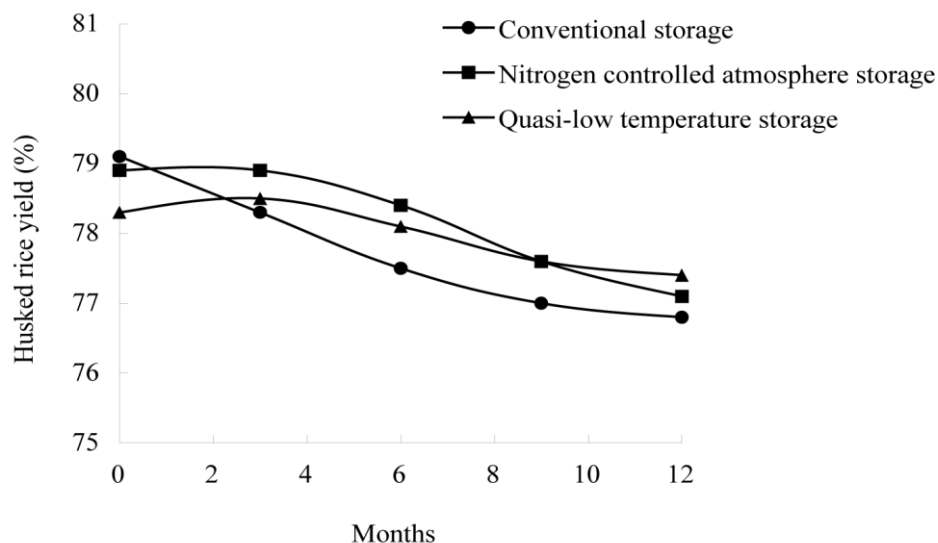 Husked rice yield (%)
81
80
79
78
77
76
75
0 2 4 6 8 10 12
Months
Conventional storage
Nitrogen controlled atmosphere storage
Quasi-low temperature storage